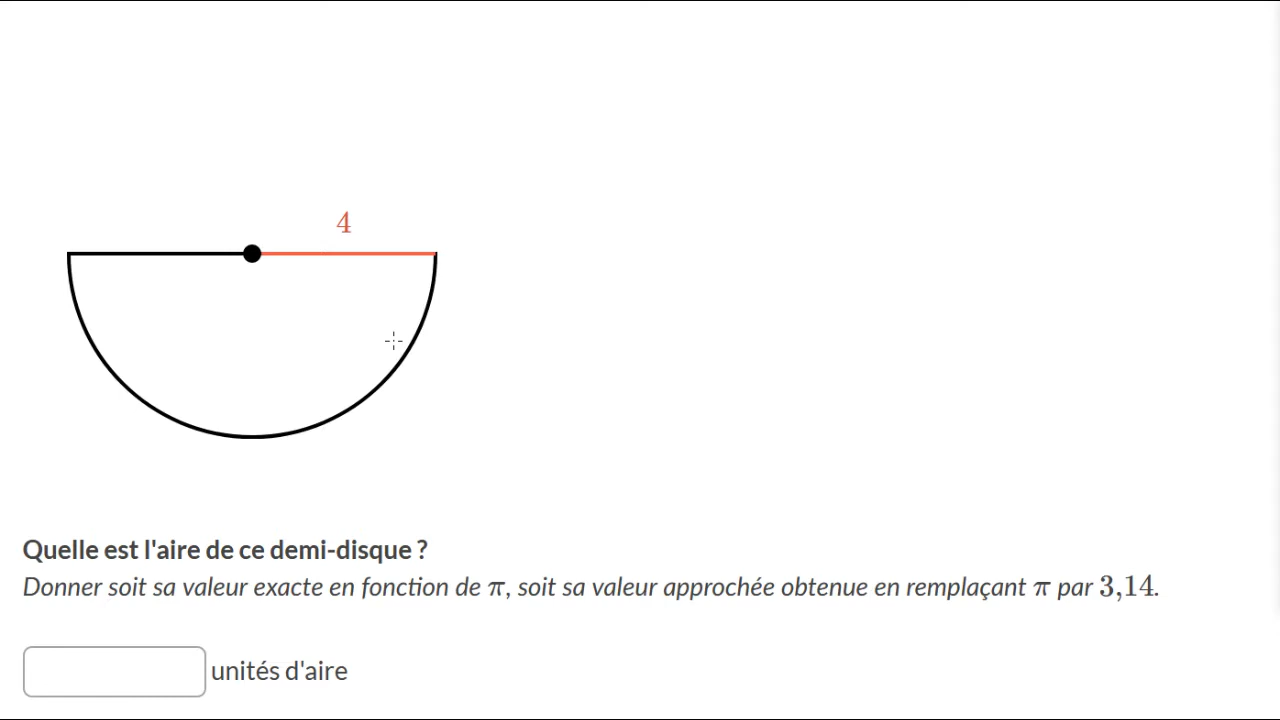 4
Quelle est l'aire de ce demi-disque ?
Donner soit sa valeur exacte en fonction de π, soit sa valeur approchée obtenue en remplaçant π par 3,14.
unités d'aire